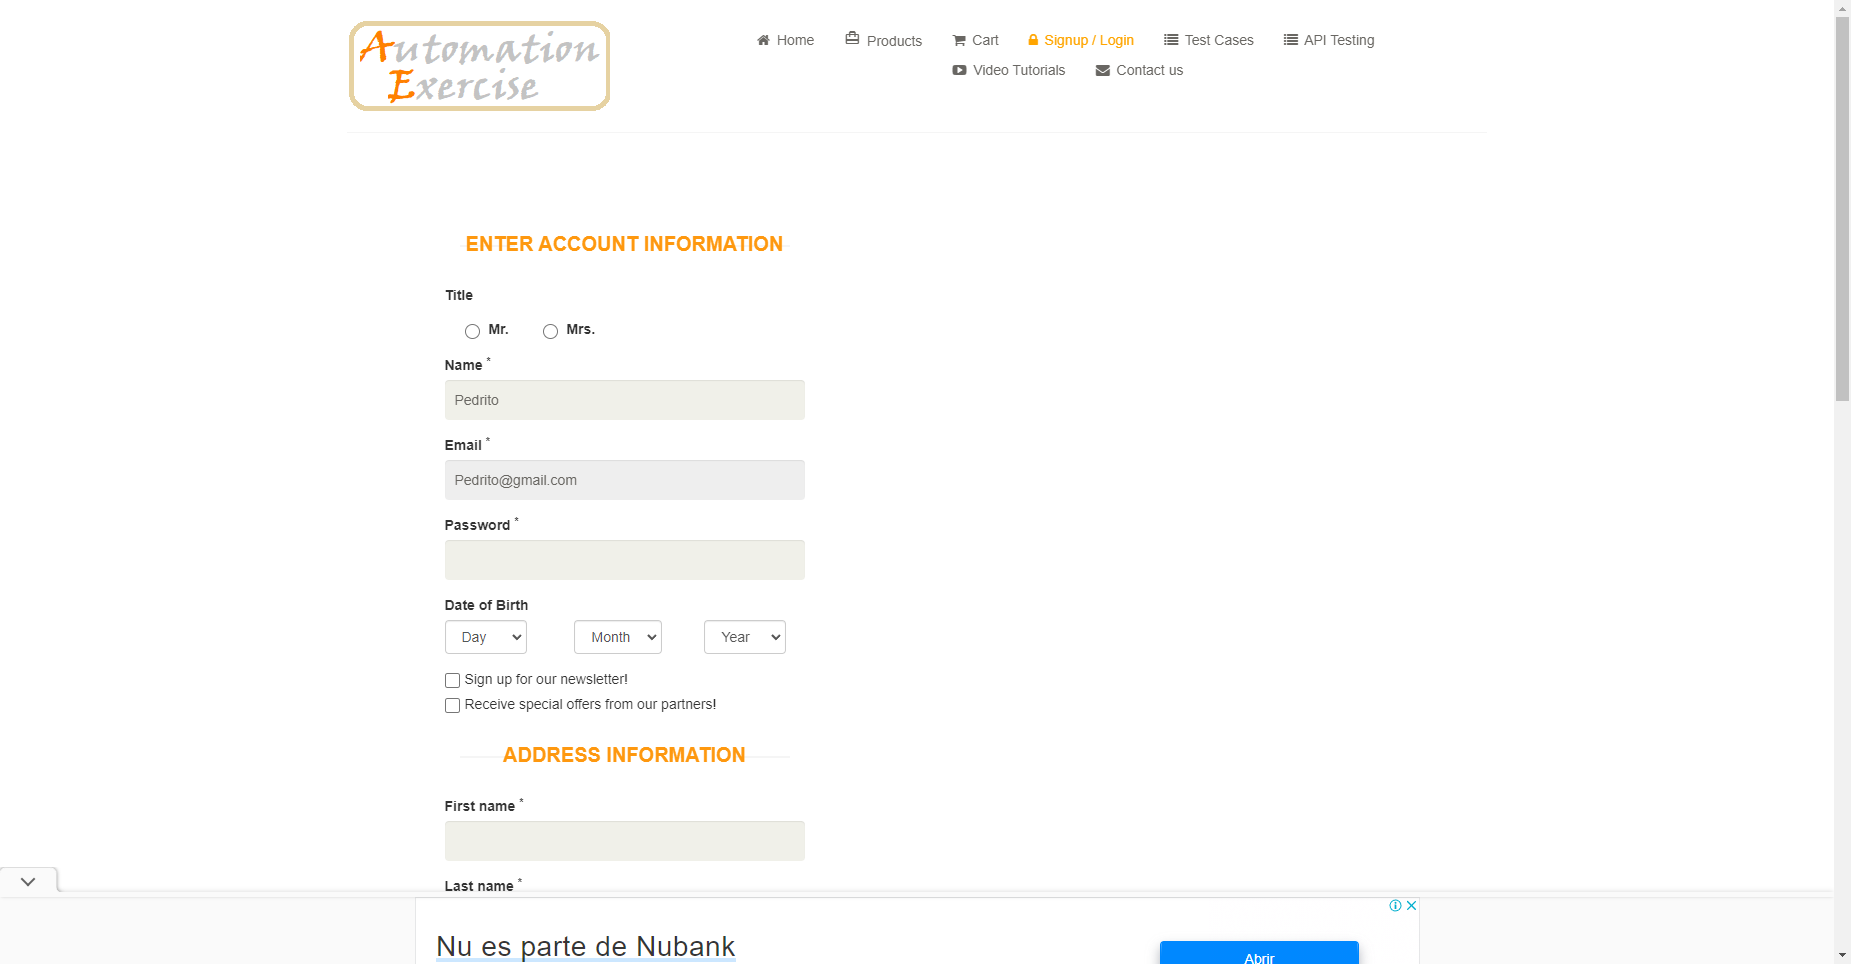 Automation
Exercise
Home Products Cart Signup / Login Test Cases API Testing
Video Tutorials Contact us
ENTER ACCOUNT INFORMATION
Title
Mr. Mrs.
Name *
Pedrito
Email *
Pedrito@gmail.com
Password *
Date of Birth
Day Month Year
Sign up for our newsletter!
Receive special offers from our partners!
ADDRESS INFORMATION
First name *
Last name *
Nu es parte de Nubank
Abrir